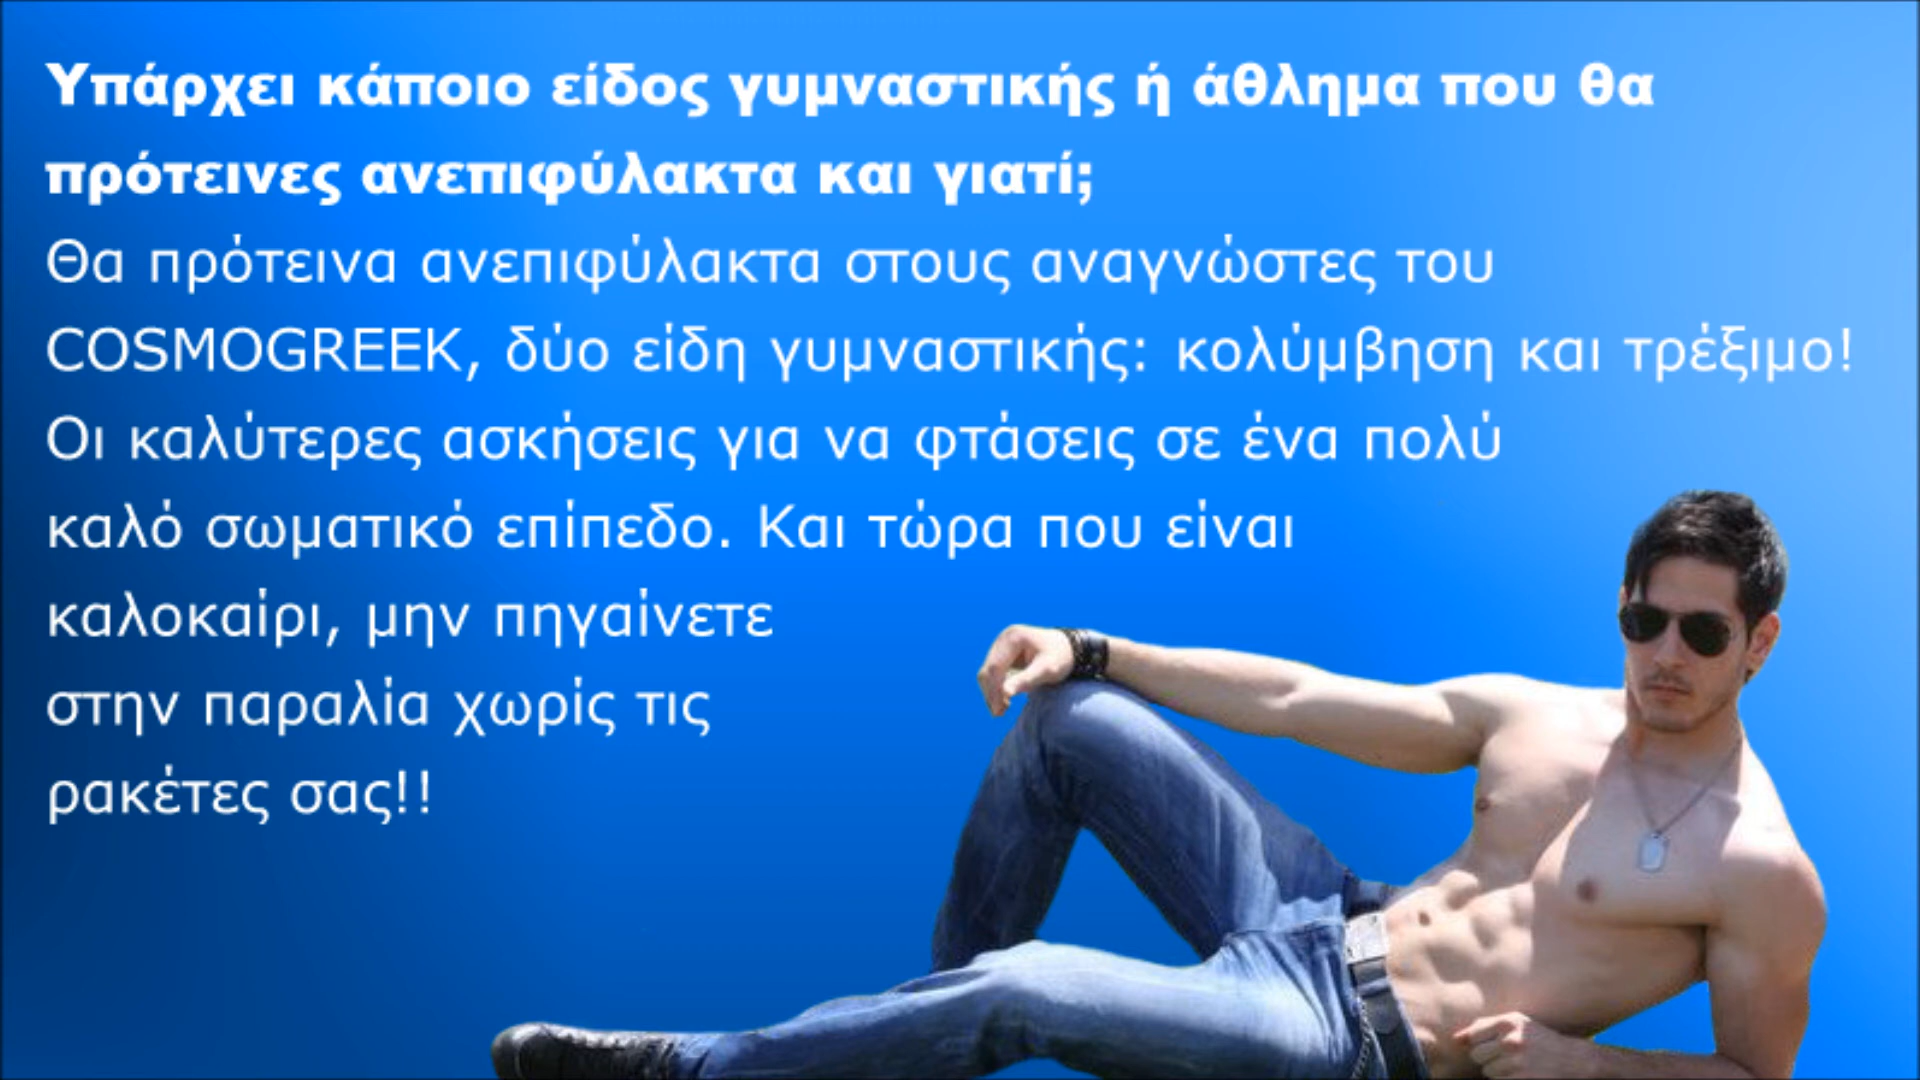 Υπάρχει κάποιο είδος γυμναστικής ή άθλημα που θα
πρότεινες ανεπιφύλακτα και γιατί;
Θα πρότεινα ανεπιφύλακτα στους αναγνώστες του
COSMOGREEK, δύο είδη γυμναστικής: κολύμβηση και τρέξιμο!
Οι καλύτερες ασκήσεις για να φτάσεις σε ένα πολύ
καλό σωματικό επίπεδο. Και τώρα που είναι
καλοκαίρι, μην πηγαίνετε
στην παραλία χωρίς τις
ρακέτες σας!!